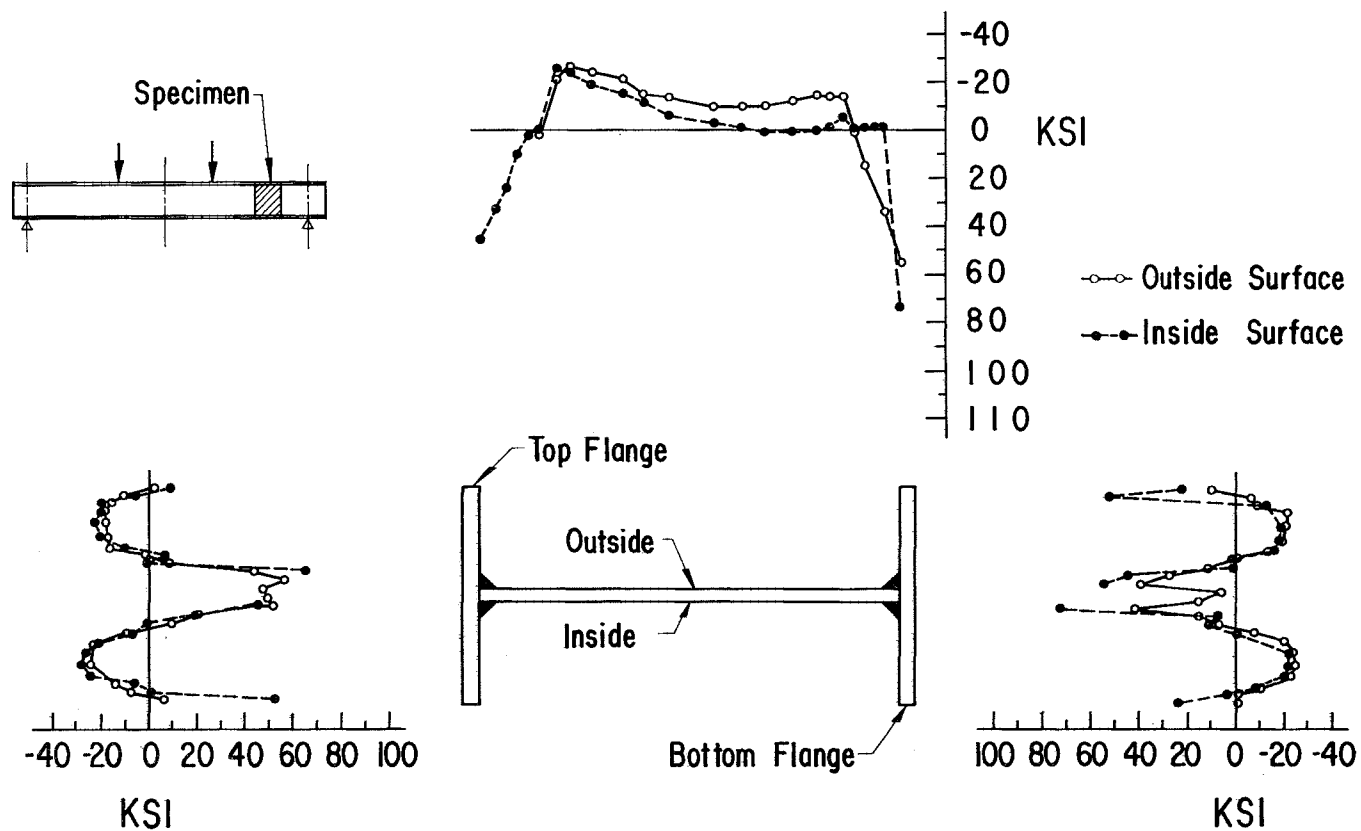 Specimen
-40
-20
0
KSI
20
40
60
80
100
110
Outside Surface
Inside Surface
Top Flange
Outside
Inside
Bottom Flange
-40 -20 0 20 40 60 80 100
KSI
100 80 60 40 20 0 -20 -40
KSI